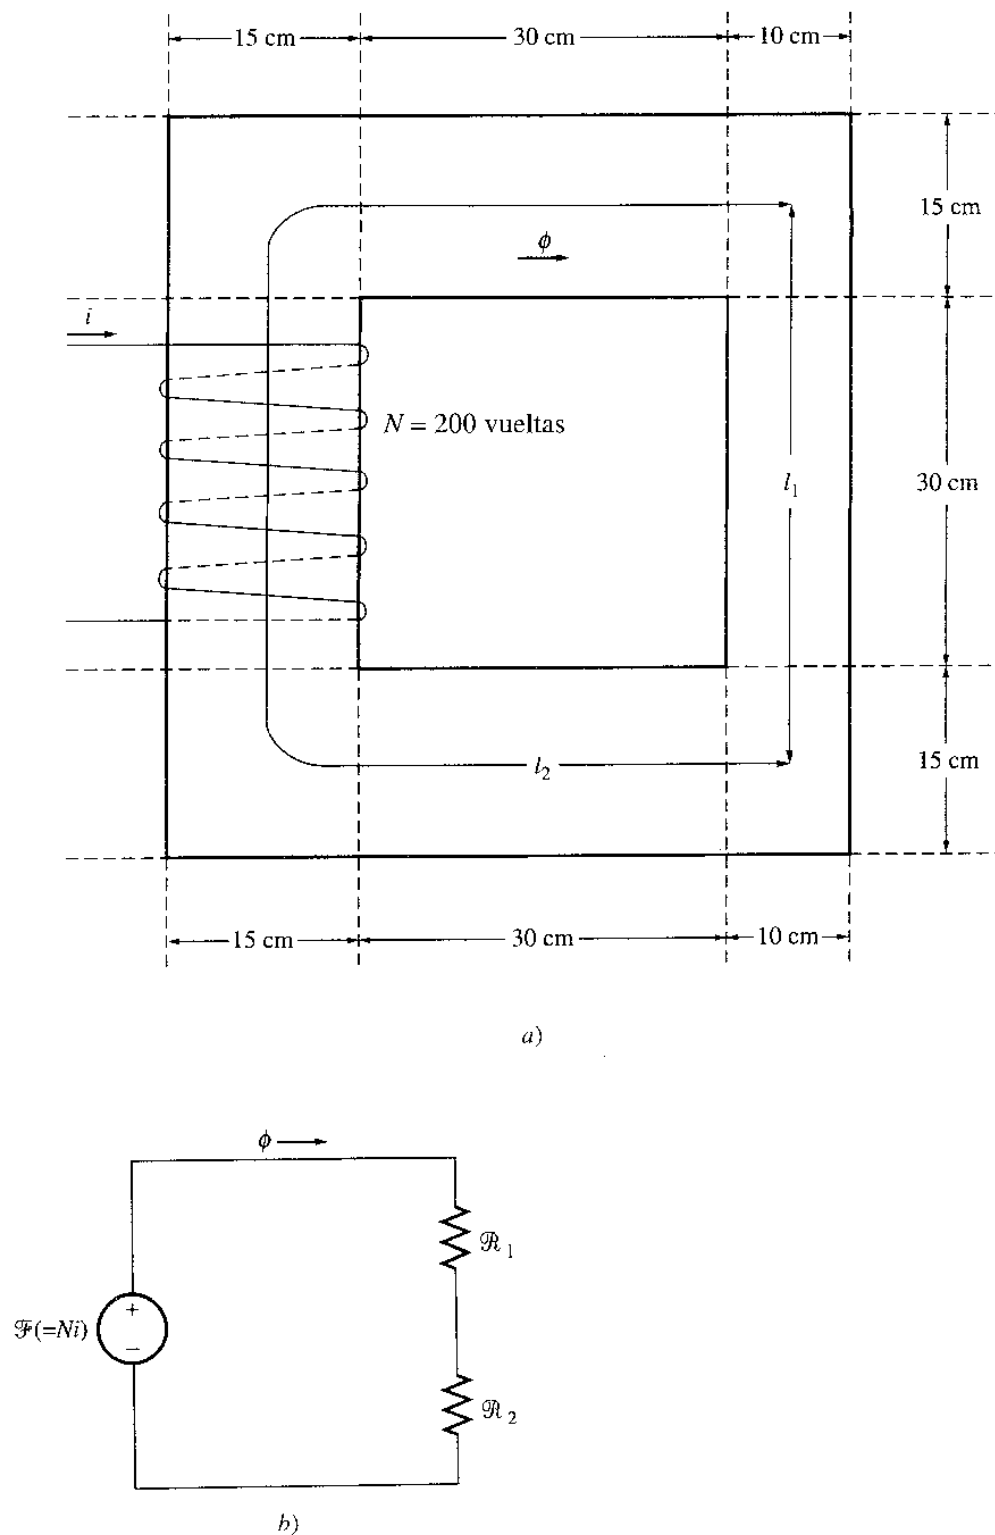 15 cm 30 cm 10 cm
15 cm
ϕ
i
N = 200 vueltas
l₁
30 cm
l₂
15 cm
15 cm 30 cm 10 cm
a)
ϕ
ℛ₁
ℱ(=Ni)
+
−
ℛ₂
b)